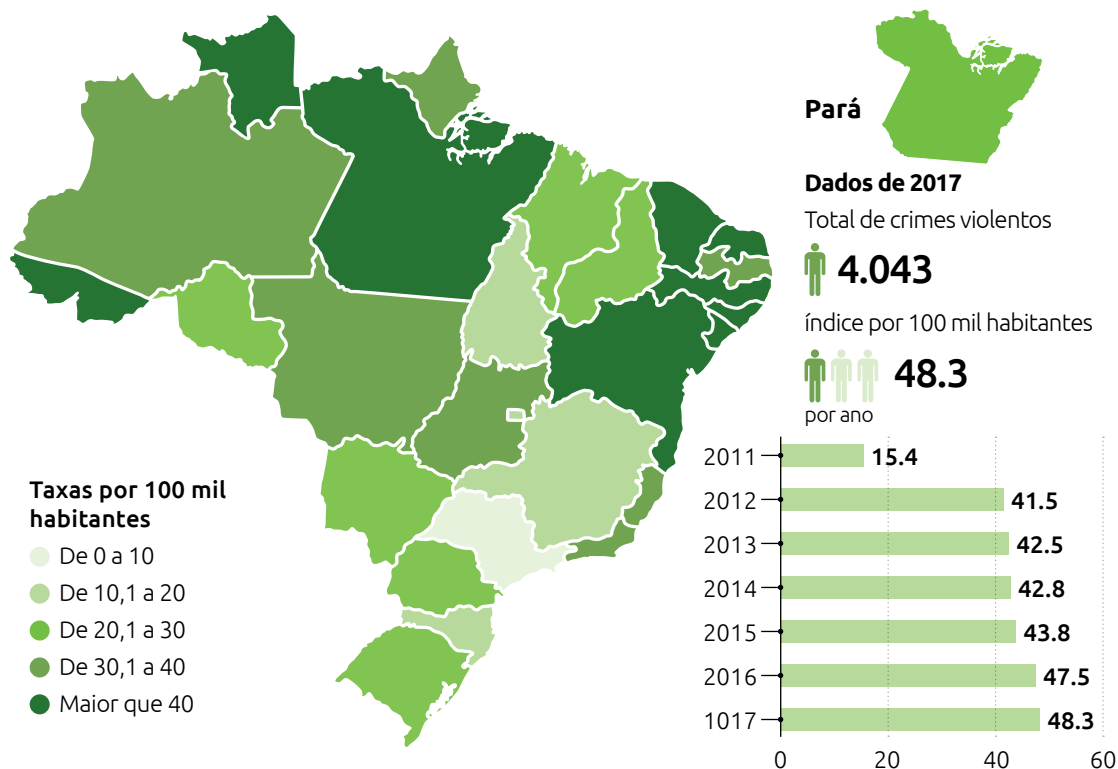 Pará
Dados de 2017
Total de crimes violentos
4.043
índice por 100 mil habitantes
48.3
por ano
2011 15.4
2012 41.5
2013 42.5
2014 42.8
2015 43.8
2016 47.5
1017 48.3
0 20 40 60
Taxas por 100 mil
habitantes
De 0 a 10
De 10,1 a 20
De 20,1 a 30
De 30,1 a 40
Maior que 40